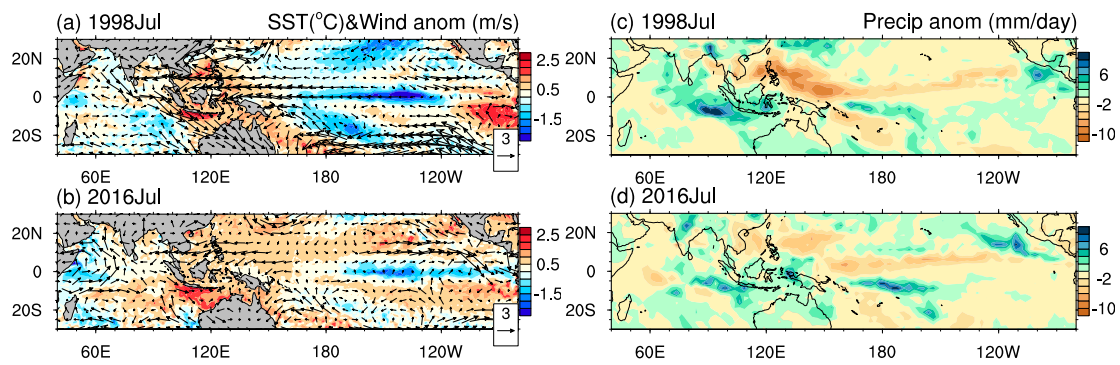 (a) 1998Jul SST(°C)&Wind anom (m/s)
20N
0
20S
60E 120E 180 120W
2.5
0.5
-1.5
3
(c) 1998Jul Precip anom (mm/day)
20N
0
20S
60E 120E 180 120W
6
-2
-10
(b) 2016Jul
20N
0
20S
60E 120E 180 120W
2.5
0.5
-1.5
3
(d) 2016Jul
20N
0
20S
60E 120E 180 120W
6
-2
-10